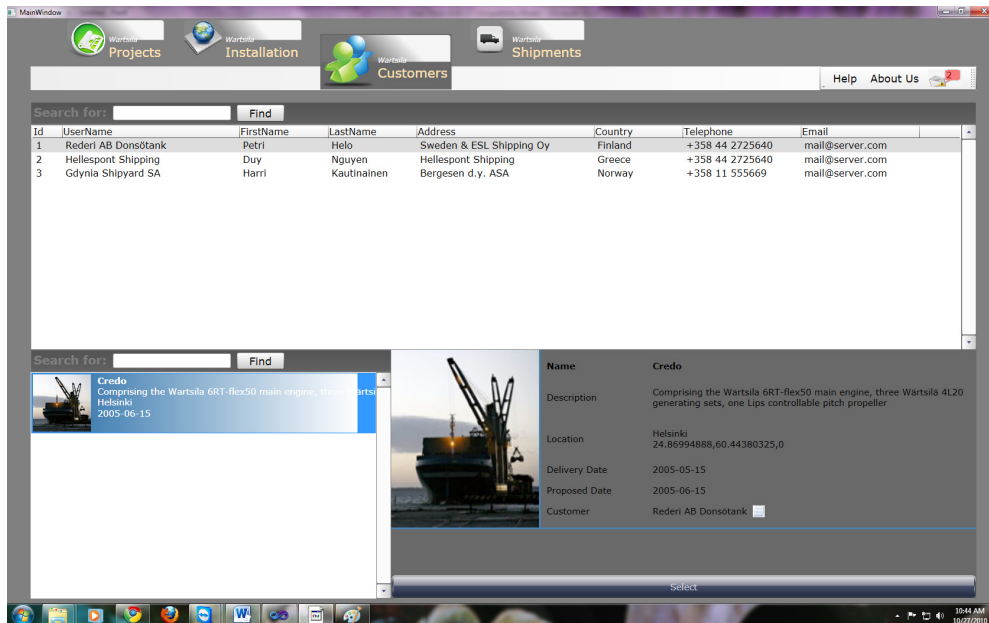 MainWindow
Wartsila
Projects
Wartsila
Installation
Wartsila
Customers
Wartsila
Shipments
Help About Us 2
Search for: Find
Id UserName FirstName LastName Address Country Telephone Email
1 Rederi AB Donsötank Petri Helo Sweden & ESL Shipping Oy Finland +358 44 2725640 mail@server.com
2 Hellespont Shipping Duy Nguyen Hellespont Shipping Greece +358 44 2725640 mail@server.com
3 Gdynia Shipyard SA Harri Kautinainen Bergesen d.y. ASA Norway +358 11 555669 mail@server.com
Search for: Find
Credo
Comprising the Wartsila 6RT-flex50 main engine, three Wartsi
Helsinki
2005-06-15
Name Credo
Description Comprising the Wartsila 6RT-flex50 main engine, three Wärtsilä 4L20
generating sets, one Lips controllable pitch propeller
Location Helsinki
24.86994888,60.44380325,0
Delivery Date 2005-05-15
Proposed Date 2005-06-15
Customer Rederi AB Donsötank
Select
10:44 AM
10/27/2010